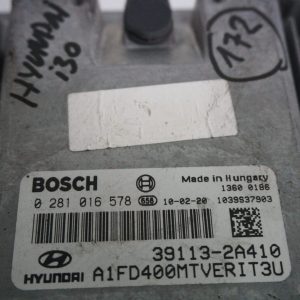 HYUNDAI
i30
172
BOSCH
Made in Hungary
1360 0186
0 281 016 578 658 10-02-20 1039S37903
39113-2A410
HYUNDAI A1FD400MTVERIT3U